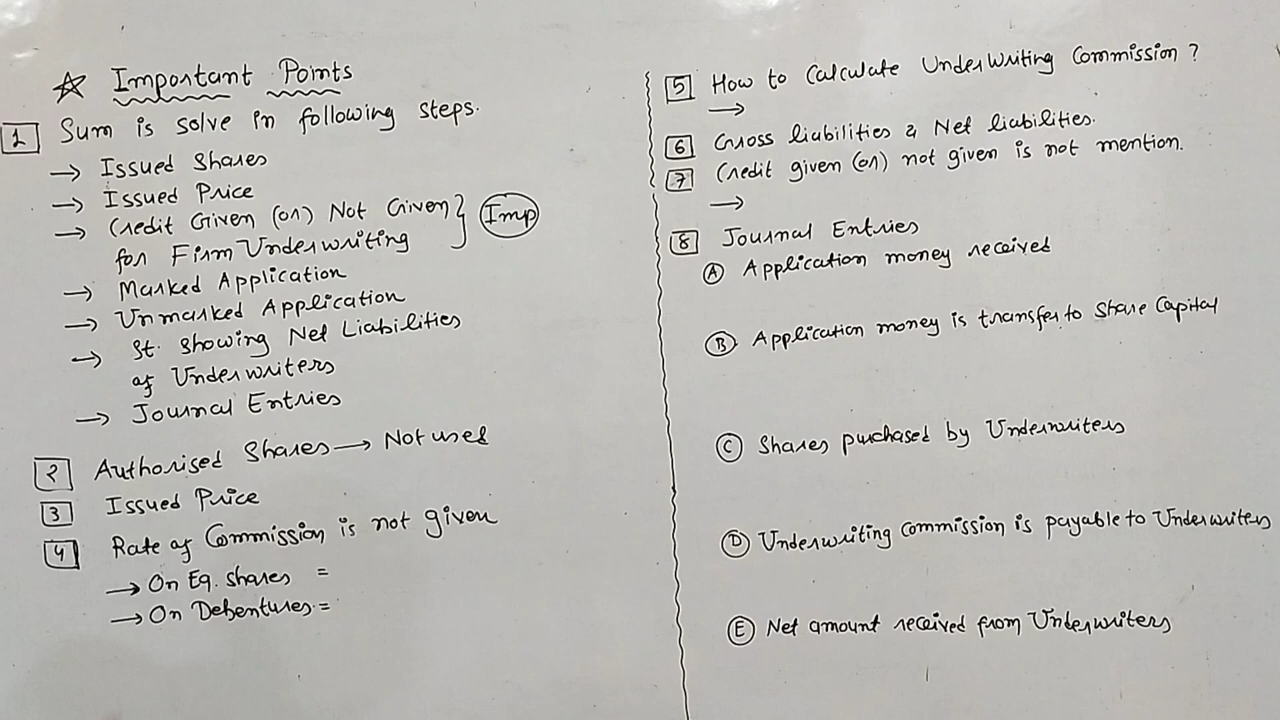 ☆ Important Points
1 Sum is solve in following steps.
→ Issued Shares
→ Issued Price
→ Credit Given (or) Not Given } Imp
for Firm Underwriting
→ Marked Application
→ Unmarked Application
→ St. showing Net Liabilities
of Underwriters
→ Journal Entries
2 Authorised Shares → Not used
3 Issued Price
4 Rate of Commission is not given
→ On Eq. shares =
→ On Debentures. =
5 How to Calculate Underwriting Commission ?
→
6 Gross liabilities & Net liabilities.
7 Credit given (or) not given is not mention.
→
8 Journal Entries
A Application money received
B Application money is transfer to Share Capital
C Shares purchased by Underwriters
D Underwriting commission is payable to Underwriters
E Net amount received from Underwriters